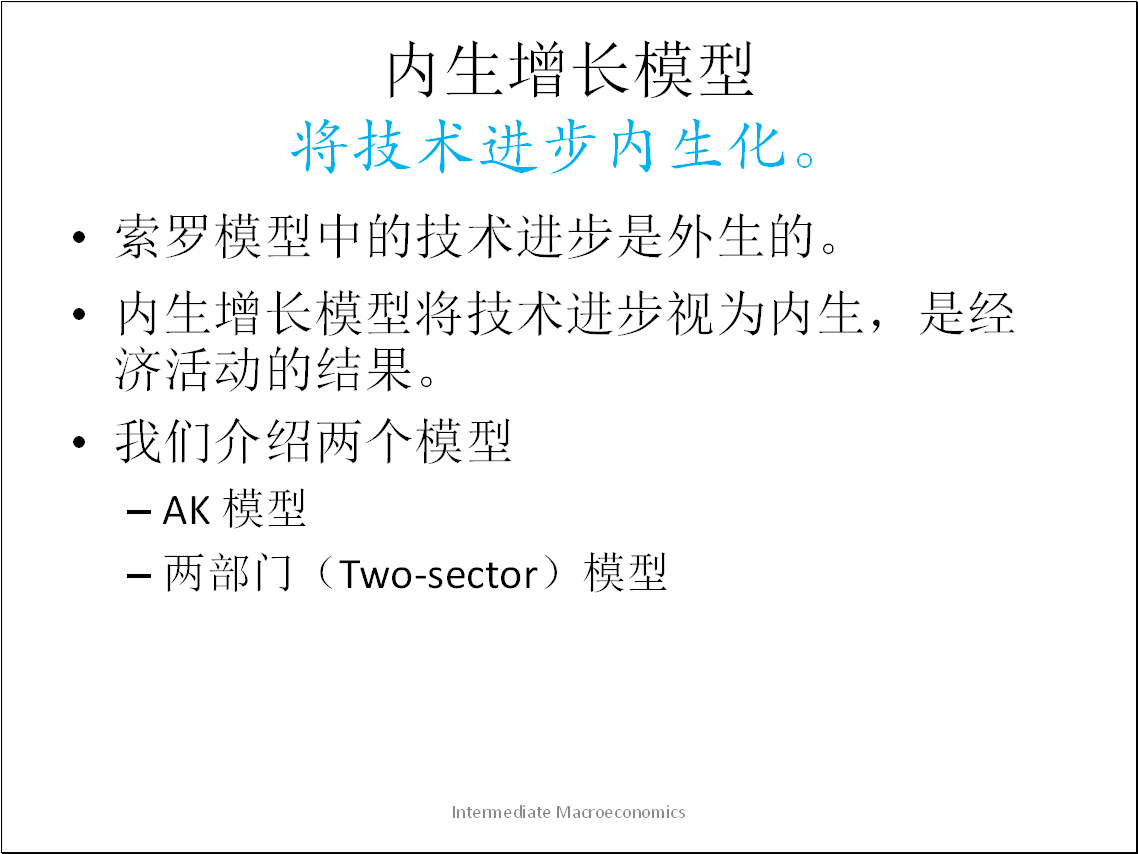 内生增长模型
将技术进步内生化。
• 索罗模型中的技术进步是外生的。
• 内生增长模型将技术进步视为内生，是经
济活动的结果。
• 我们介绍两个模型
– AK 模型
– 两部门（Two-sector）模型
Intermediate Macroeconomics